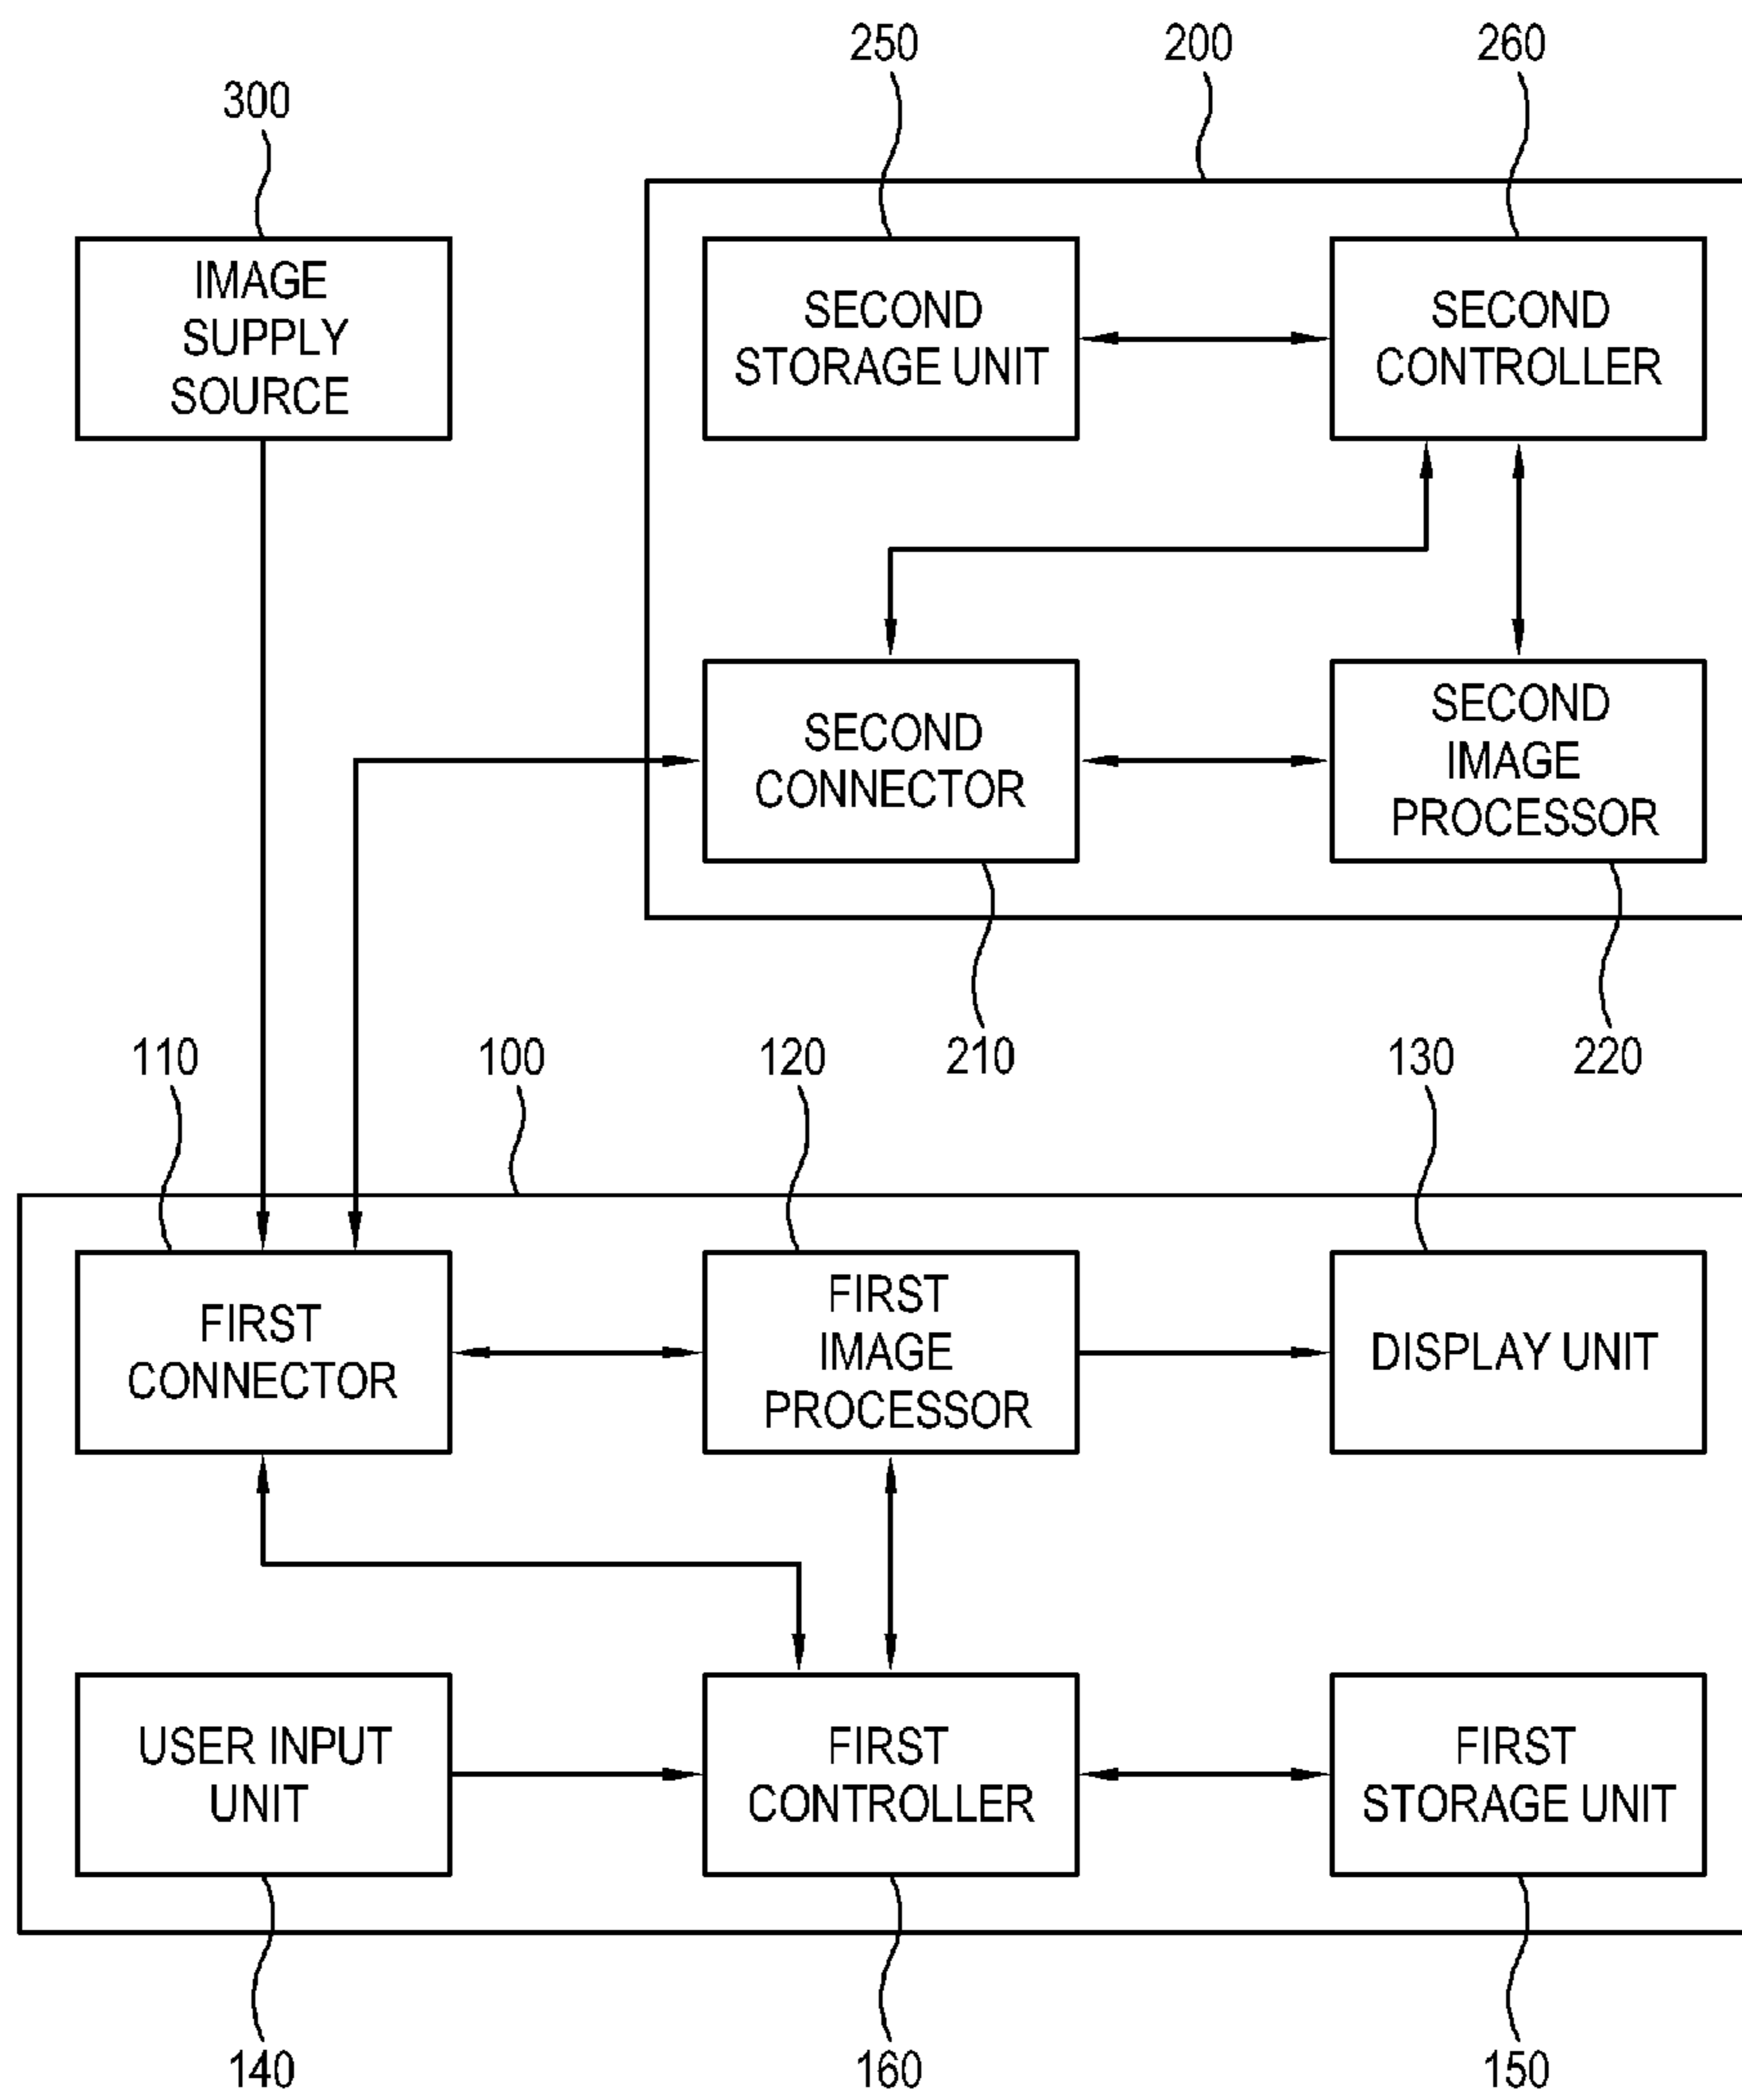 250
200
260
300
IMAGE
SUPPLY
SOURCE
SECOND
STORAGE UNIT
SECOND
CONTROLLER
SECOND
CONNECTOR
SECOND
IMAGE
PROCESSOR
110
100
120
210
130
220
FIRST
CONNECTOR
FIRST
IMAGE
PROCESSOR
DISPLAY UNIT
USER INPUT
UNIT
FIRST
CONTROLLER
FIRST
STORAGE UNIT
140
160
150